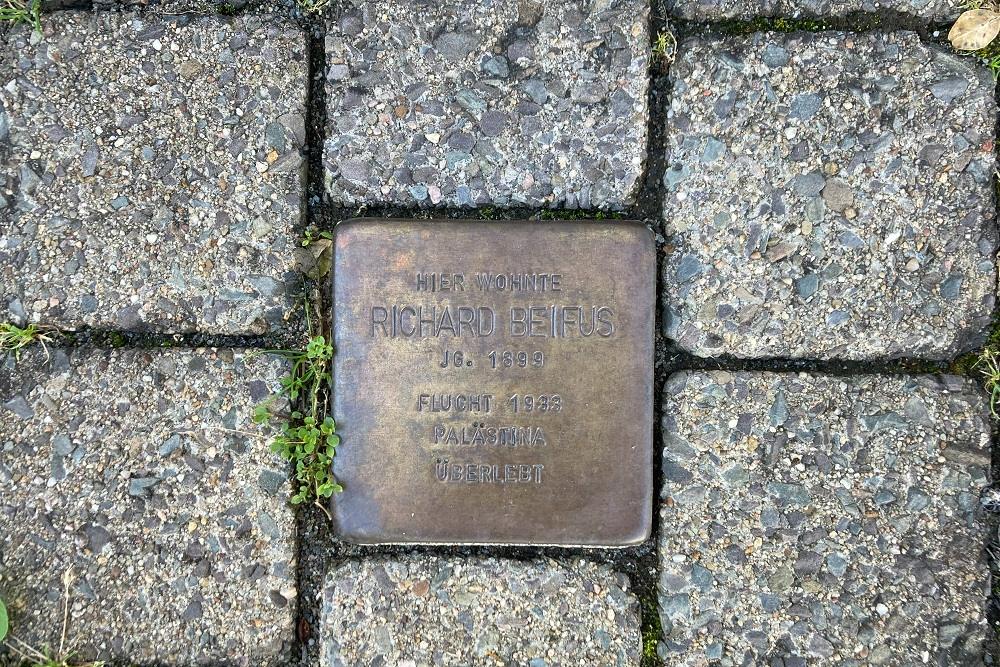 HIER WOHNTE
RICHARD BEIFUS
JG. 1899
FLUCHT 1933
PALÄSTINA
ÜBERLEBT